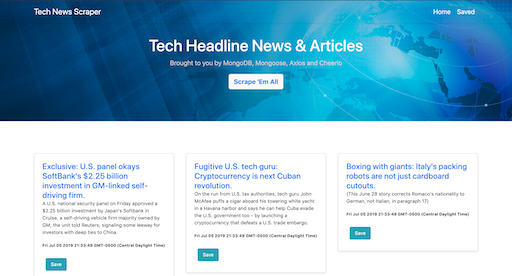 Tech News Scraper
Home Saved
Tech Headline News & Articles
Brought to you by MongoDB, Mongoose, Axios and Cheerio
Scrape 'Em All
Exclusive: U.S. panel okays
SoftBank's $2.25 billion
investment in GM-linked self-
driving firm.
A U.S. national security panel on Friday approved a
$2.25 billion investment by Japan's Softbank in
Cruise, a self-driving vehicle firm majority owned by
GM, the unit told Reuters, signaling some leeway for
investors with deep ties to China.
Fri Jul 05 2019 21:33:48 GMT-0500 (Central Daylight Time)
Save
Fugitive U.S. tech guru:
Cryptocurrency is next Cuban
revolution.
On the run from U.S. tax authorities, tech guru John
McAfee puffs a cigar aboard his towering white yacht
in a Havana harbor and says he can help Cuba evade
the U.S. government too - by launching a
cryptocurrency that defeats a U.S. trade embargo.
Fri Jul 05 2019 21:33:48 GMT-0500 (Central Daylight Time)
Save
Boxing with giants: Italy's packing
robots are not just cardboard
cutouts.
(This June 28 story corrects Romaco's nationality to
German, not Italian, in paragraph 17)
Fri Jul 05 2019 21:33:48 GMT-0500 (Central Daylight Time)
Save